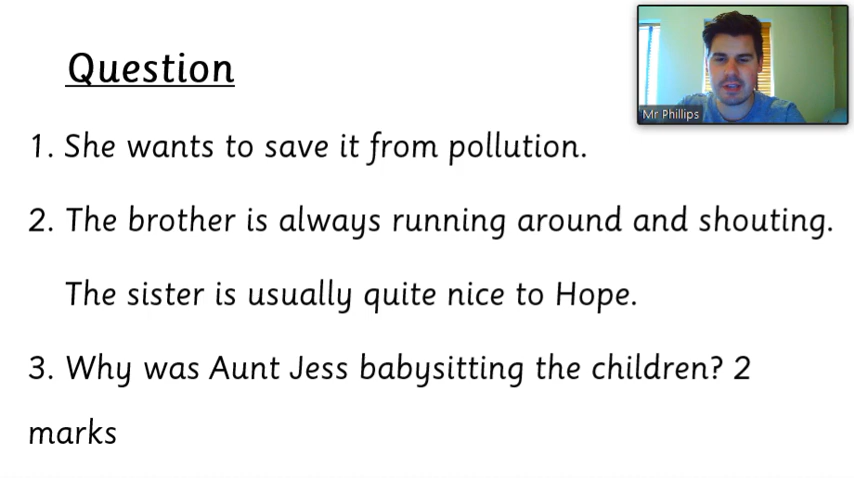 Question
Mr Phillips
1. She wants to save it from pollution.
2. The brother is always running around and shouting.
The sister is usually quite nice to Hope.
3. Why was Aunt Jess babysitting the children? 2
marks